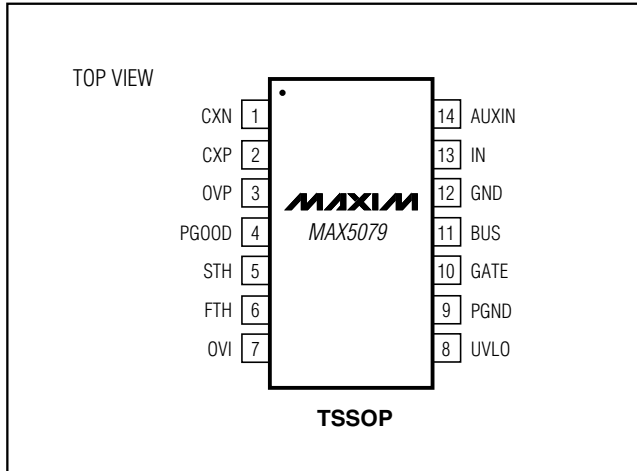 TOP VIEW
CXN 1
CXP 2
OVP 3
PGOOD 4
STH 5
FTH 6
OVI 7
MAXIM
MAX5079
14 AUXIN
13 IN
12 GND
11 BUS
10 GATE
9 PGND
8 UVLO
TSSOP